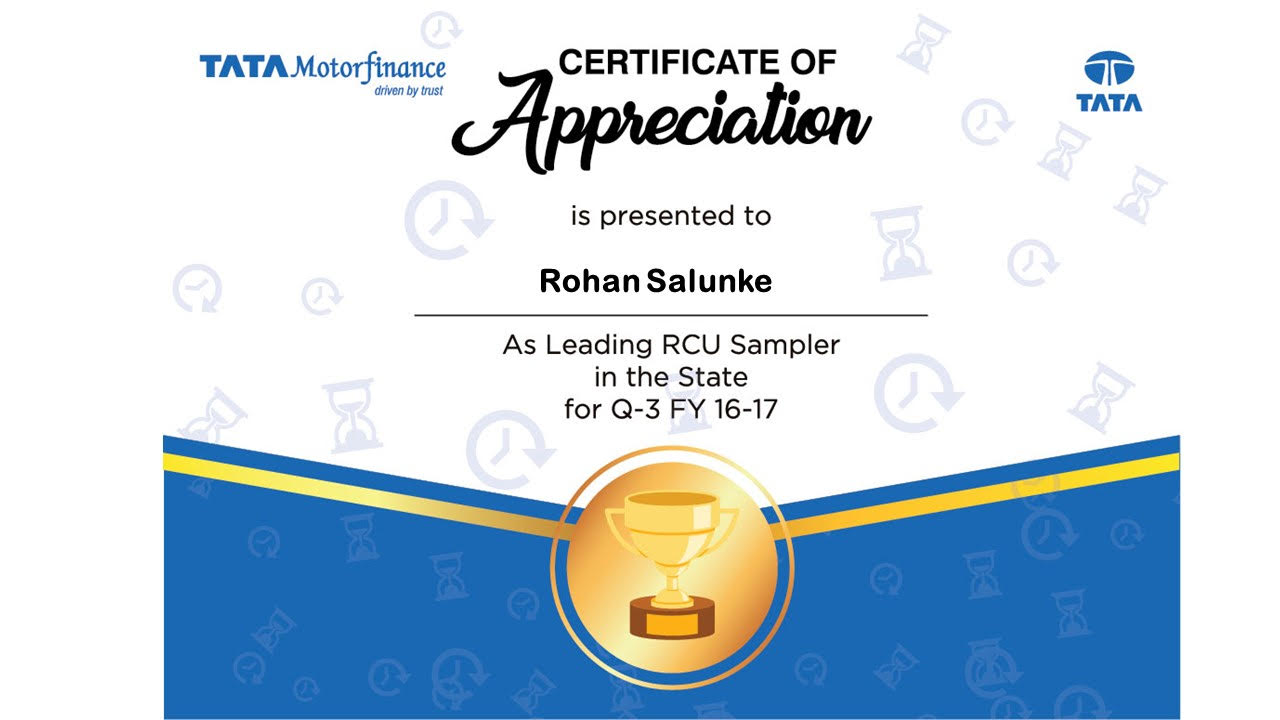 TATA Motorfinance
driven by trust
CERTIFICATE OF
Appreciation
TATA
is presented to
Rohan Salunke
As Leading RCU Sampler
in the State
for Q-3 FY 16-17